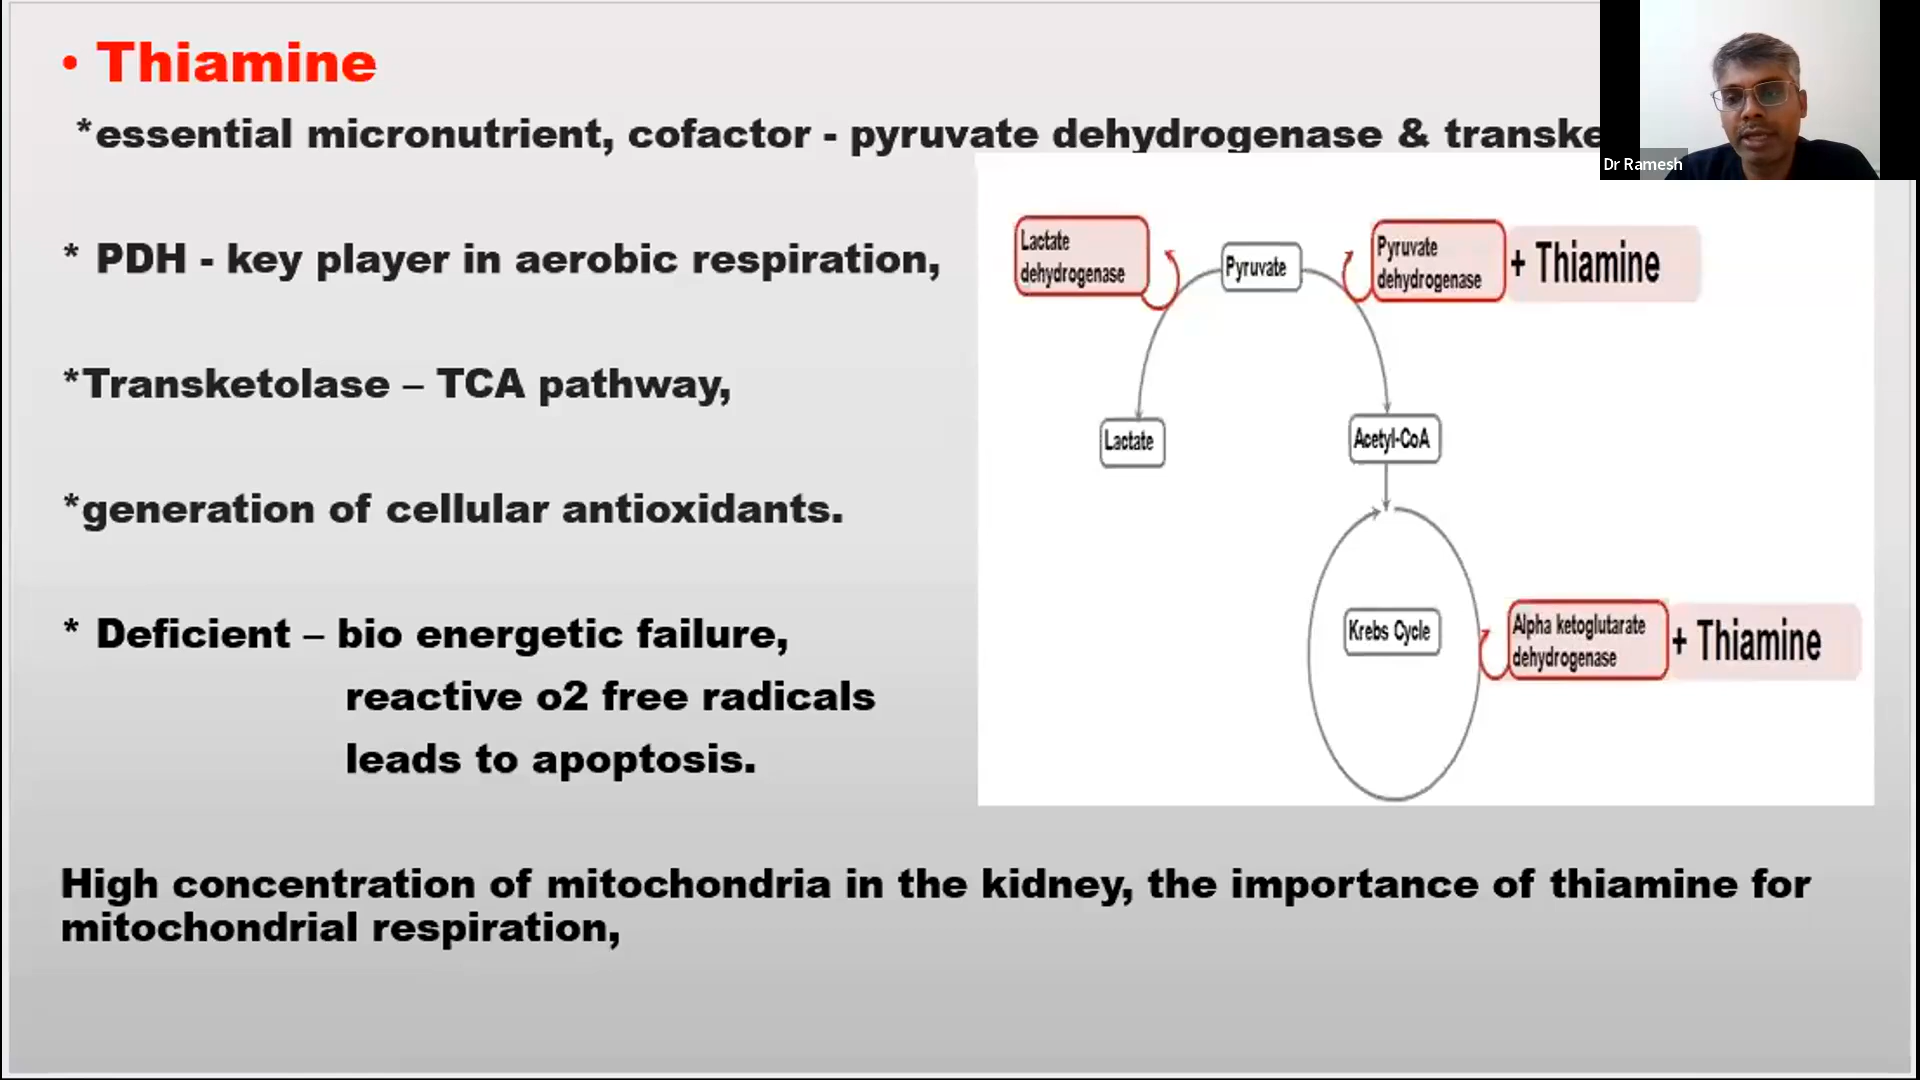 • Thiamine
*essential micronutrient, cofactor - pyruvate dehydrogenase & transke
* PDH - key player in aerobic respiration,
*Transketolase – TCA pathway,
*generation of cellular antioxidants.
* Deficient – bio energetic failure,
reactive o2 free radicals
leads to apoptosis.
High concentration of mitochondria in the kidney, the importance of thiamine for
mitochondrial respiration,
Lactate
dehydrogenase
Pyruvate
Pyruvate
dehydrogenase
+ Thiamine
Lactate
Acetyl-CoA
Krebs Cycle
Alpha ketoglutarate
dehydrogenase
+ Thiamine
Dr Ramesh